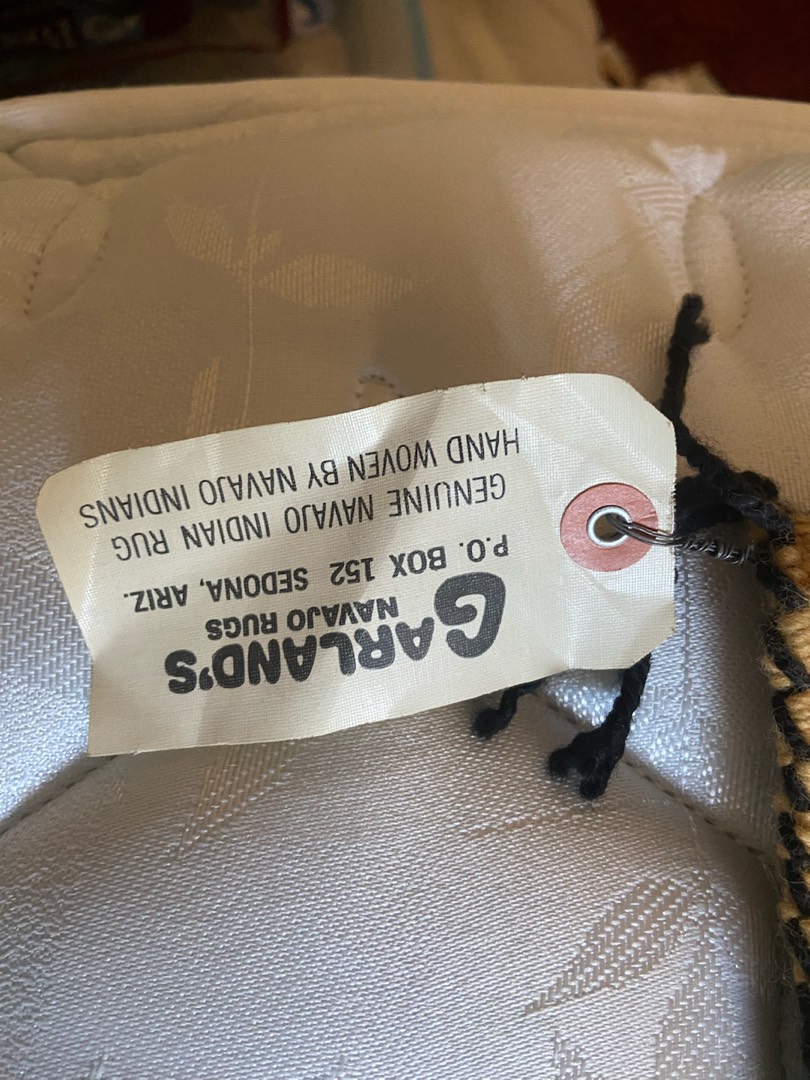 GARLAND'S
NAVAJO RUGS
P.O. BOX 152 SEDONA, ARIZ.
GENUINE NAVAJO INDIAN RUG
HAND WOVEN BY NAVAJO INDIANS